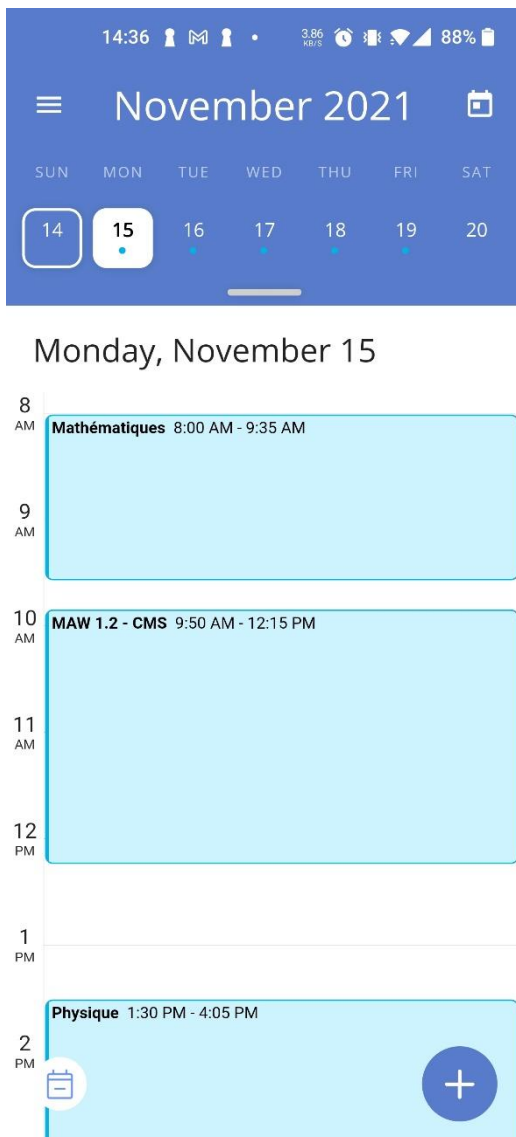 14:36 3.86 KB/S 88%
November 2021
SUN MON TUE WED THU FRI SAT
14 15 16 17 18 19 20
Monday, November 15
8 AM
Mathématiques 8:00 AM - 9:35 AM
9 AM
10 AM
MAW 1.2 - CMS 9:50 AM - 12:15 PM
11 AM
12 PM
1 PM
Physique 1:30 PM - 4:05 PM
2 PM